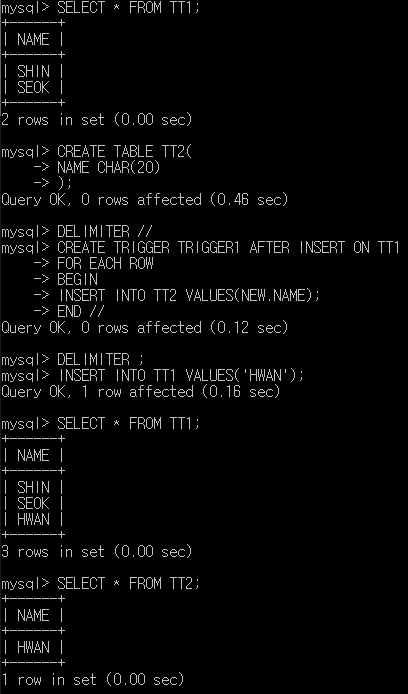 mysql> SELECT * FROM TT1;
+------+
| NAME |
+------+
| SHIN |
| SEOK |
+------+
2 rows in set (0.00 sec)

mysql> CREATE TABLE TT2(
    -> NAME CHAR(20)
    -> );
Query OK, 0 rows affected (0.46 sec)

mysql> DELIMITER //
mysql> CREATE TRIGGER TRIGGER1 AFTER INSERT ON TT1
    -> FOR EACH ROW
    -> BEGIN
    -> INSERT INTO TT2 VALUES(NEW.NAME);
    -> END //
Query OK, 0 rows affected (0.12 sec)

mysql> DELIMITER ;
mysql> INSERT INTO TT1 VALUES('HWAN');
Query OK, 1 row affected (0.16 sec)

mysql> SELECT * FROM TT1;
+------+
| NAME |
+------+
| SHIN |
| SEOK |
| HWAN |
+------+
3 rows in set (0.00 sec)

mysql> SELECT * FROM TT2;
+------+
| NAME |
+------+
| HWAN |
+------+
1 row in set (0.00 sec)